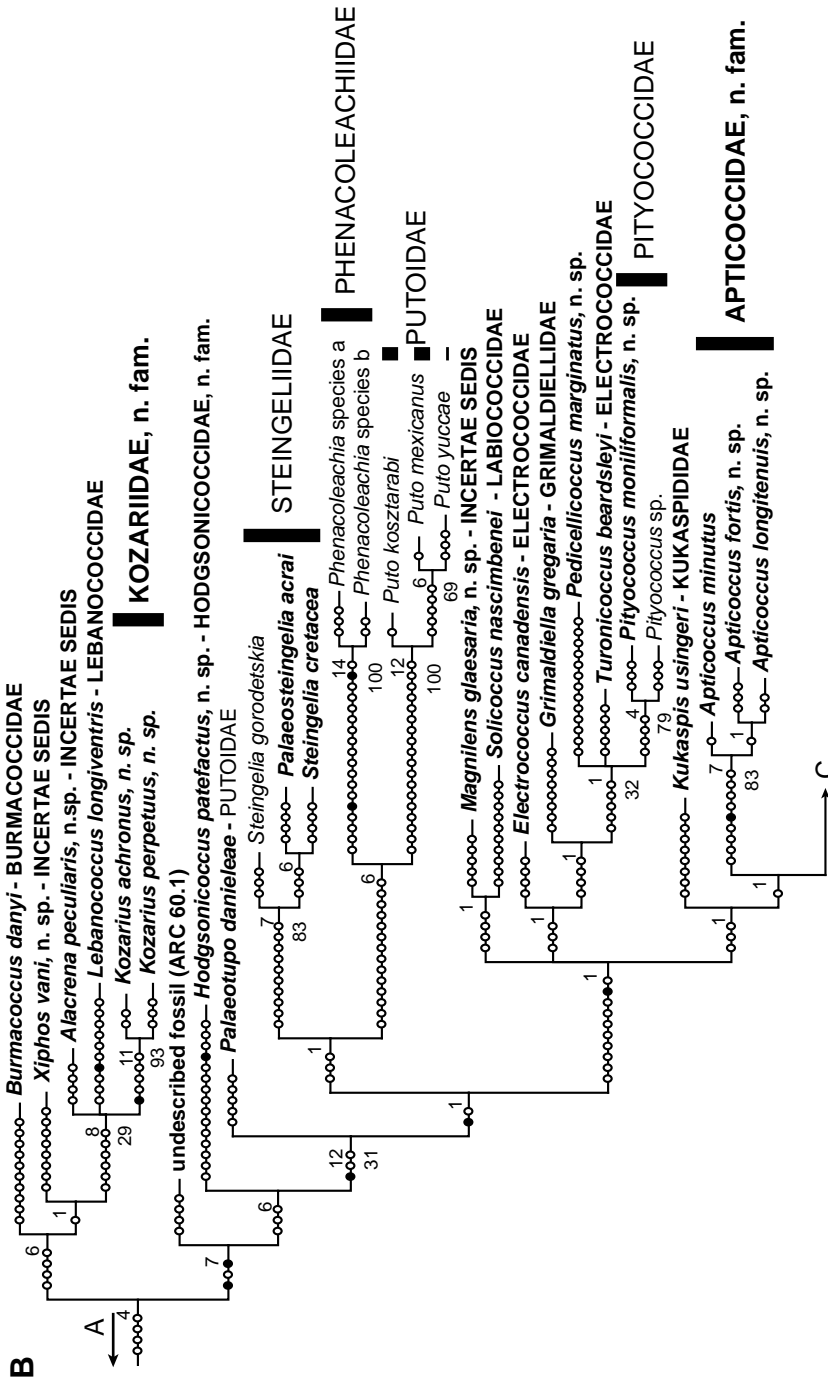 B
A
4
6
Burmacoccus danyi - BURMACOCCIDAE
1
Xiphos vani, n. sp. - INCERTAE SEDIS
8
29
Alacrena peculiaris, n.sp. - INCERTAE SEDIS
Lebanococcus longiventris - LEBANOCOCCIDAE
11
93
Kozarius achronus, n. sp.
Kozarius perpetuus, n. sp.
KOZARIIDAE, n. fam.
7
undescribed fossil (ARC 60.1)
6
Hodgsonicoccus patefactus, n. sp. - HODGSONICOCCIDAE, n. fam.
12
31
Palaeotupo danieleae - PUTOIDAE
1
1
7
83
Steingelia gorodetskia
6
Palaeosteingelia acrai
Steingelia cretacea
STEINGELIIDAE
6
14
100
Phenacoleachia species a
Phenacoleachia species b
PHENACOLEACHIIDAE
12
100
Puto kosztarabi
6
69
Puto mexicanus
Puto yuccae
PUTOIDAE
1
1
Magnilens glaesaria, n. sp. - INCERTAE SEDIS
Solicoccus nascimbenei - LABIOCOCCIDAE
1
Electrococcus canadensis - ELECTROCOCCIDAE
1
Grimaldiella gregaria - GRIMALDIELLIDAE
1
32
Pedicellicoccus marginatus, n. sp.
Turonicoccus beardsleyi - ELECTROCOCCIDAE
4
79
Pityococcus moniliformalis, n. sp.
Pityococcus sp.
PITYOCOCCIDAE
1
Kukaspis usingeri - KUKASPIDIDAE
1
7
83
Apticoccus minutus
1
Apticoccus fortis, n. sp.
Apticoccus longitenuis, n. sp.
APTICOCCIDAE, n. fam.
C